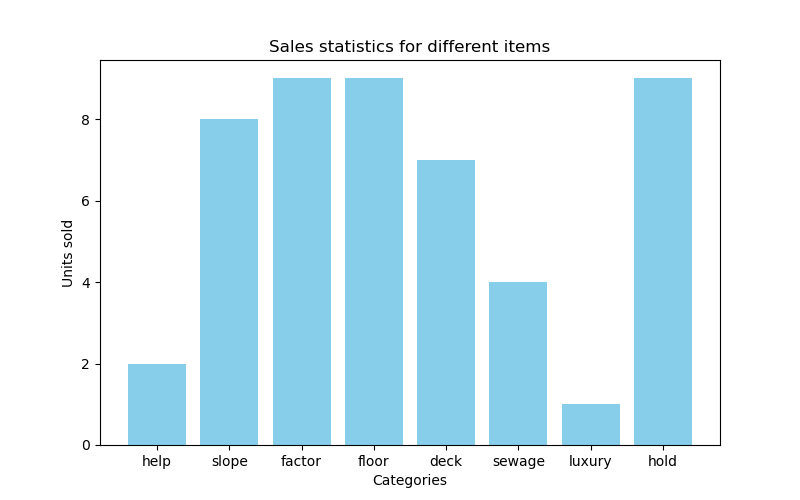 Sales statistics for different items
Units sold
8
6
4
2
0
help slope factor floor deck sewage luxury hold
Categories